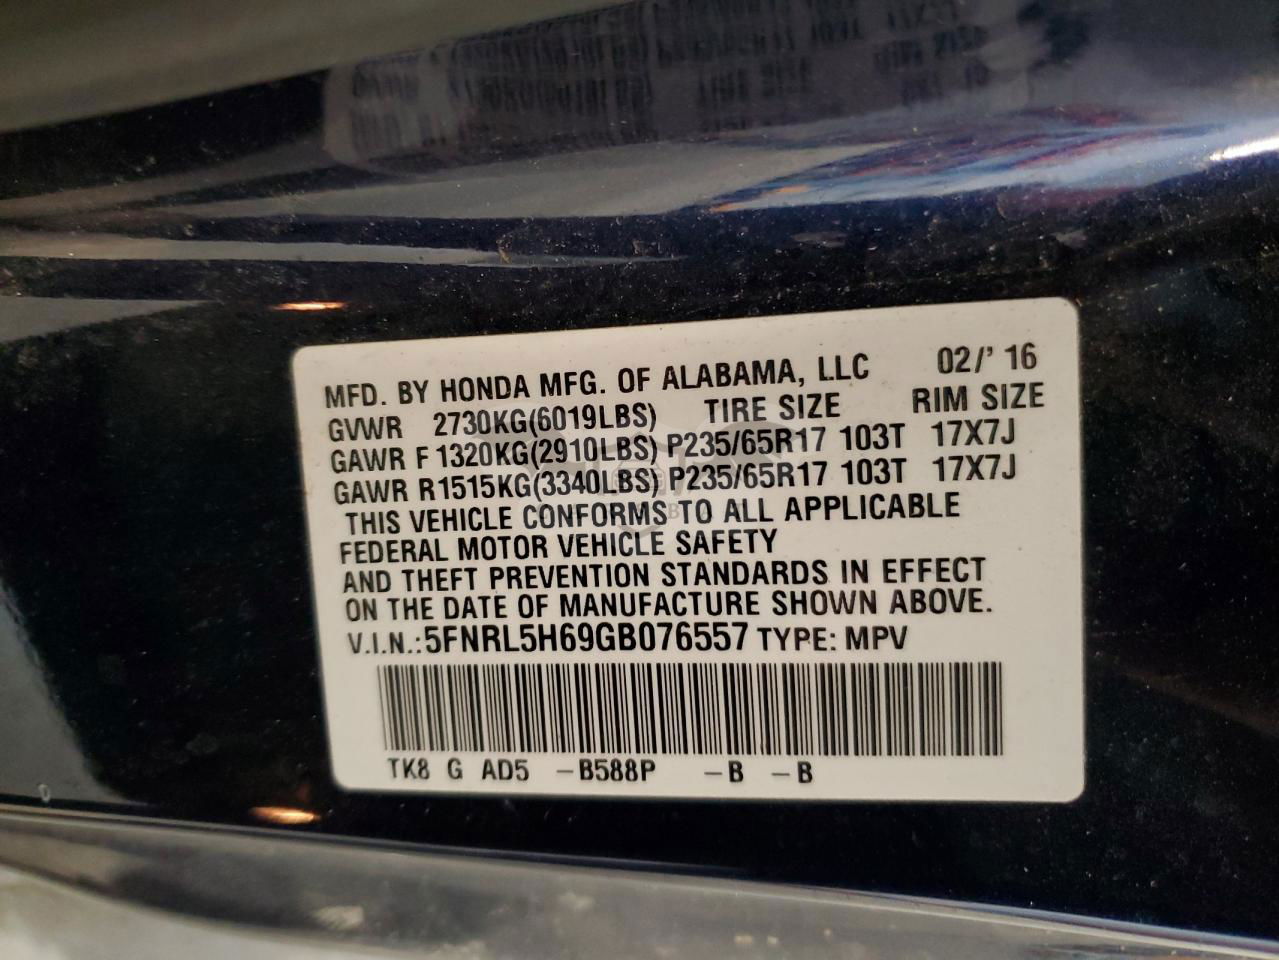 MFD. BY HONDA MFG. OF ALABAMA, LLC 02/' 16
GVWR 2730KG(6019LBS) TIRE SIZE RIM SIZE
GAWR F 1320KG(2910LBS) P235/65R17 103T 17X7J
GAWR R1515KG(3340LBS) P235/65R17 103T 17X7J
THIS VEHICLE CONFORMS TO ALL APPLICABLE
FEDERAL MOTOR VEHICLE SAFETY
AND THEFT PREVENTION STANDARDS IN EFFECT
ON THE DATE OF MANUFACTURE SHOWN ABOVE.
V.I.N.:5FNRL5H69GB076557 TYPE: MPV
TK8 G AD5 -B588P -B -B